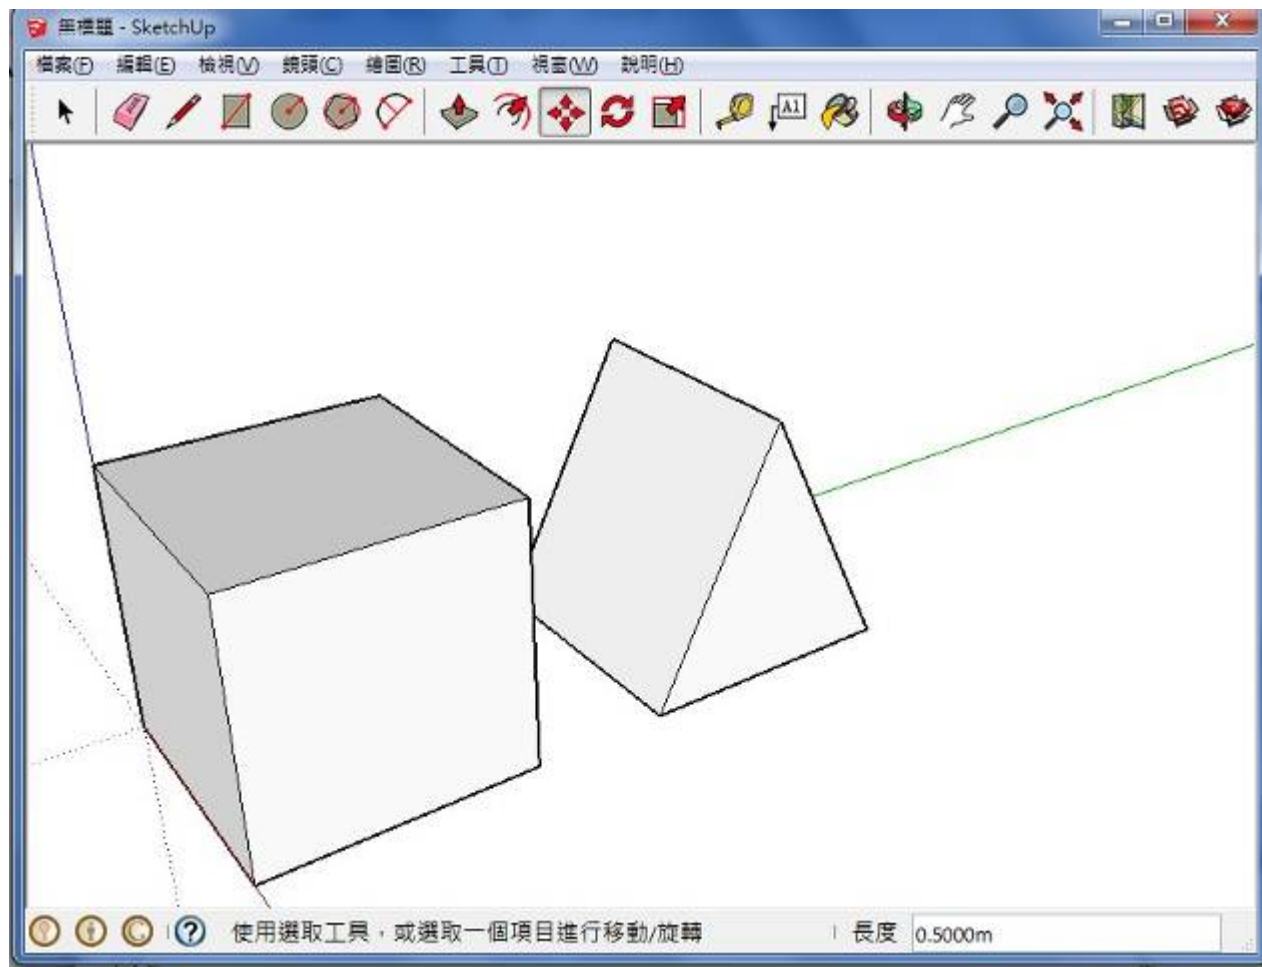 無標題 - SketchUp
檔案(F) 編輯(E) 檢視(V) 鏡頭(C) 繪圖(R) 工具(T) 視窗(W) 說明(H)
A1
使用選取工具，或選取一個項目進行移動/旋轉 長度 0.5000m